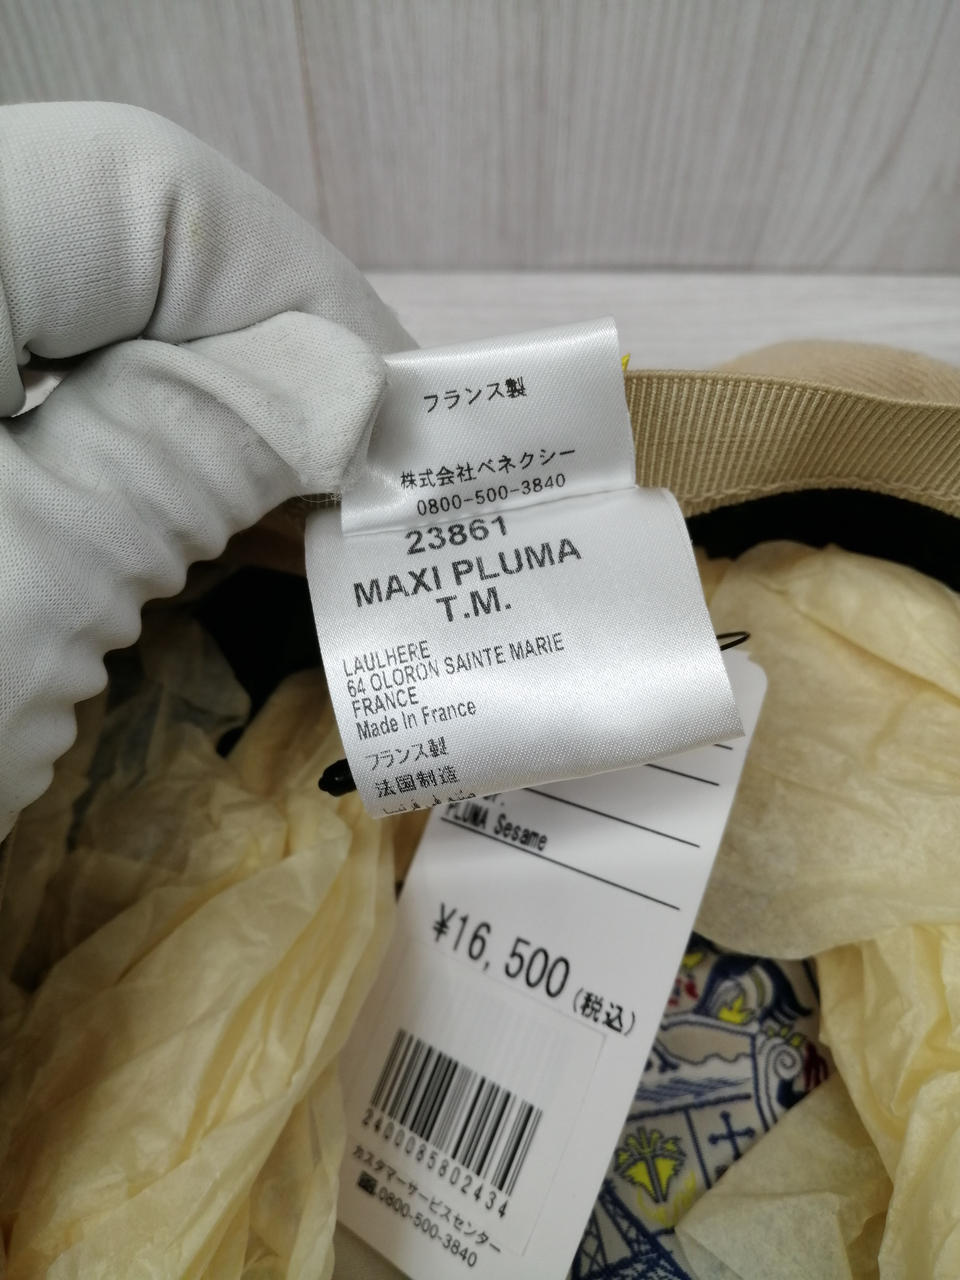 フランス製
株式会社ベネクシー
0800-500-3840
23861
MAXI PLUMA
T.M.
LAULHERE
64 OLORON SAINTE MARIE
FRANCE
Made In France
フランス製
法国制造
PLUMA Sesame
¥16,500(税込)
2400085802434
カスタマーサービスセンター
0800-500-3840